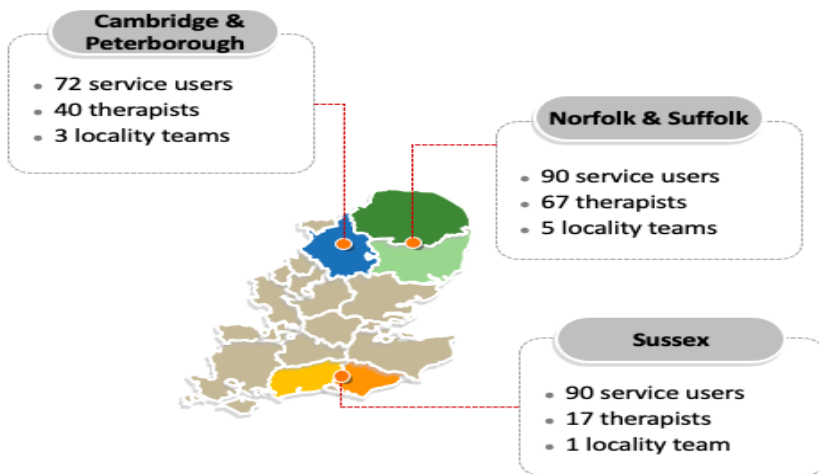 Cambridge &
Peterborough
• 72 service users
• 40 therapists
• 3 locality teams
Norfolk & Suffolk
• 90 service users
• 67 therapists
• 5 locality teams
Sussex
• 90 service users
• 17 therapists
• 1 locality team